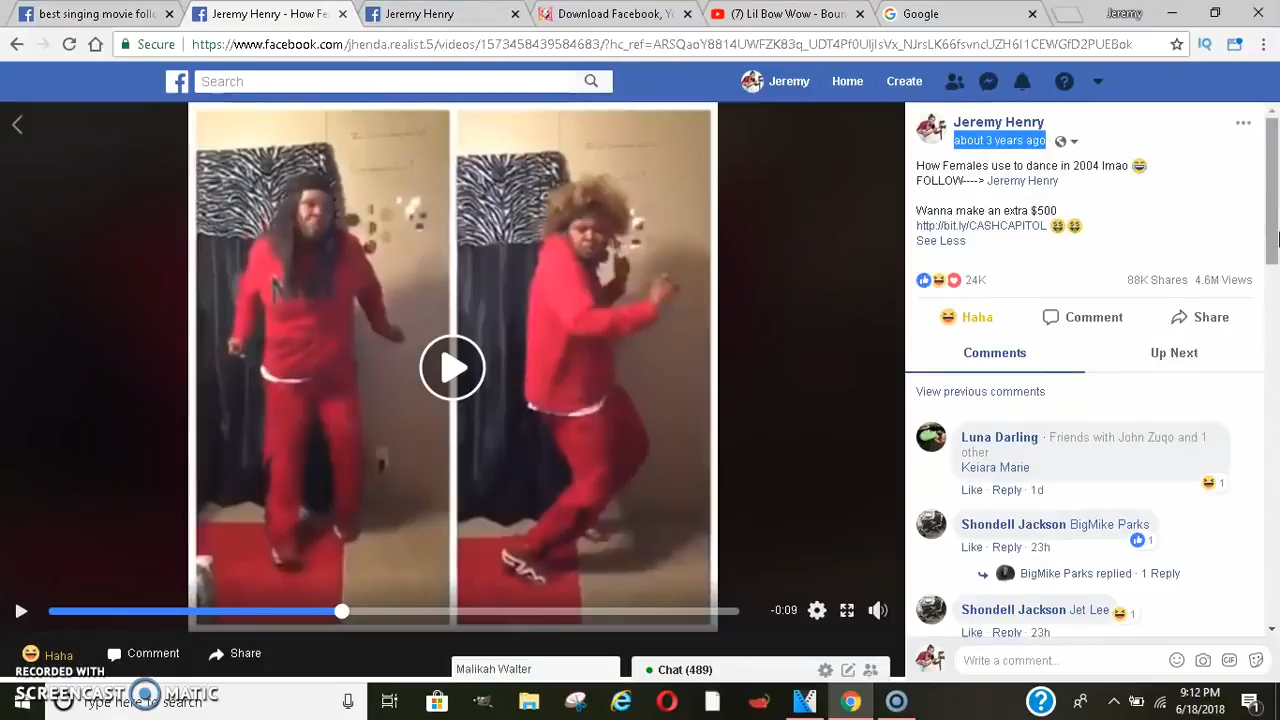 best singing movie follo
Jeremy Henry - How Fe
Jeremy Henry
Download Facebook, Yo
(7) Lil Bow Wow - Boun
Google
Jeremy
Secure
https://www.facebook.com/jhenda.realist.5/videos/1573458439584683/?hc_ref=ARSQaoY8814UWFZK83q_UDT4Pf0UljlsVx_NJrsLK66fsvncUZH6I1CEWGfD2PUEBok
Search
Jeremy
Home
Create
Jeremy Henry
about 3 years ago
How Females use to dance in 2004 lmao 😂
FOLLOW----> Jeremy Henry
Wanna make an extra $500
http://bit.ly/CASHCAPITOL 🤑🤑
See Less
24K
88K Shares 4.6M Views
Haha
Comment
Share
Comments
Up Next
View previous comments
Luna Darling · Friends with John Zuqo and 1
other
Keiara Marie
1
Like · Reply · 1d
Shondell Jackson BigMike Parks
1
Like · Reply · 23h
BigMike Parks replied · 1 Reply
Shondell Jackson Jet Lee
1
Like · Reply · 23h
Write a comment...
GIF
-0:09
Haha
Comment
Share
Malikah Walter
Chat (489)
RECORDED WITH
SCREENCAST MATIC
Type here to search
9:12 PM
6/18/2018